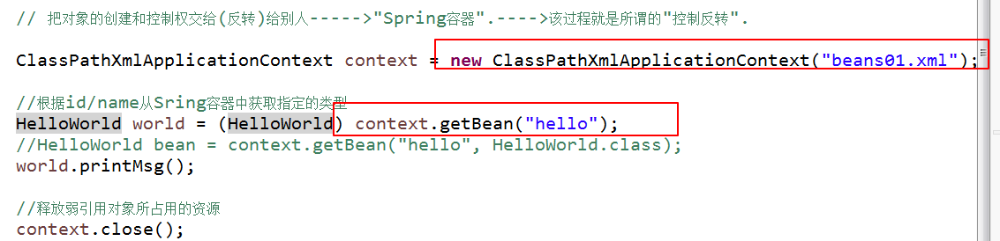 // 把对象的创建和控制权交给(反转)给别人----->"Spring容器".---->该过程就是所谓的"控制反转".
ClassPathXmlApplicationContext context = new ClassPathXmlApplicationContext("beans01.xml");
//根据id/name从Sring容器中获取指定的类型
HelloWorld world = (HelloWorld) context.getBean("hello");
//HelloWorld bean = context.getBean("hello", HelloWorld.class);
world.printMsg();
//释放弱引用对象所占用的资源
context.close();